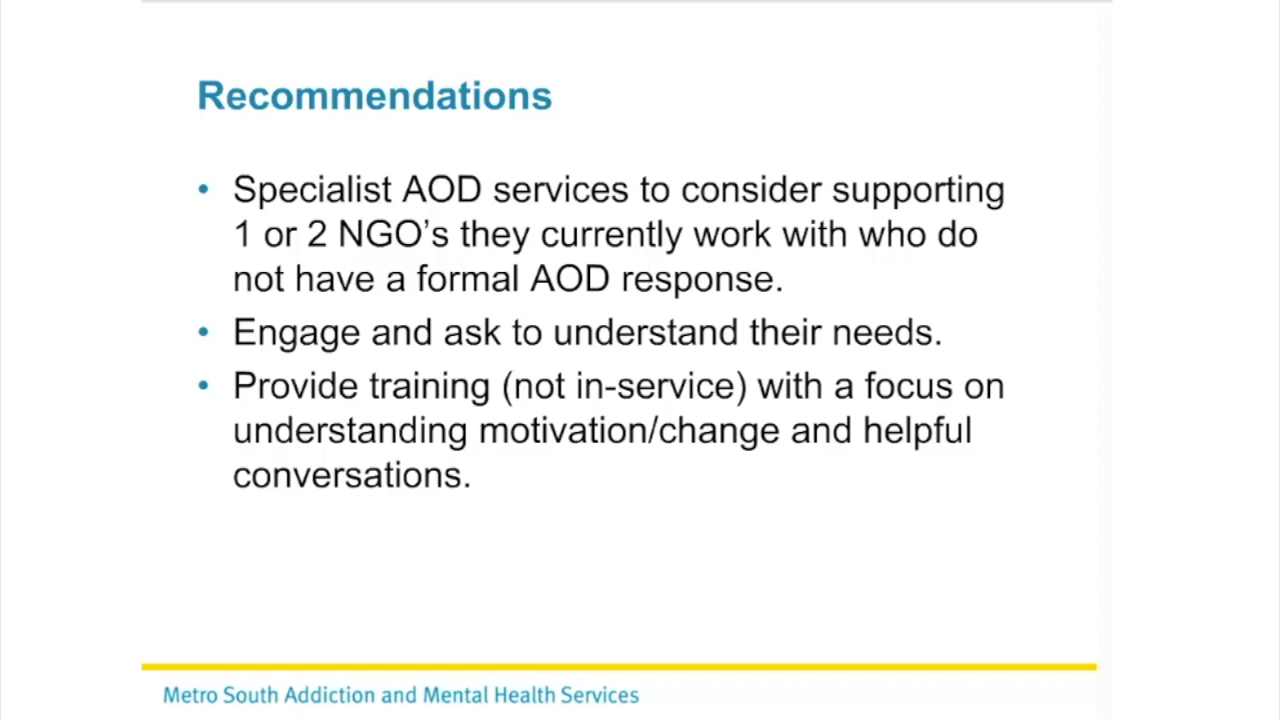 Recommendations
• Specialist AOD services to consider supporting
1 or 2 NGO’s they currently work with who do
not have a formal AOD response.
• Engage and ask to understand their needs.
• Provide training (not in-service) with a focus on
understanding motivation/change and helpful
conversations.
Metro South Addiction and Mental Health Services